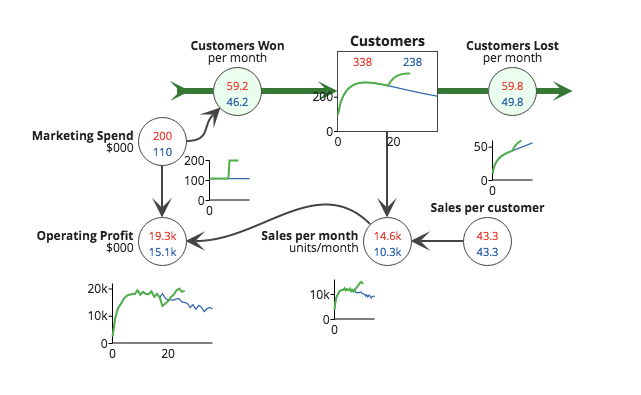 Customers Won
per month
59.2
46.2
Customers
338 238
200
0
20
Customers Lost
per month
59.8
49.8
Marketing Spend
$000
200
110
200
100
0
0
50
0
0
Operating Profit
$000
19.3k
15.1k
Sales per month
units/month
14.6k
10.3k
Sales per customer
43.3
43.3
20k
10k
0
0 20
10k
0
0